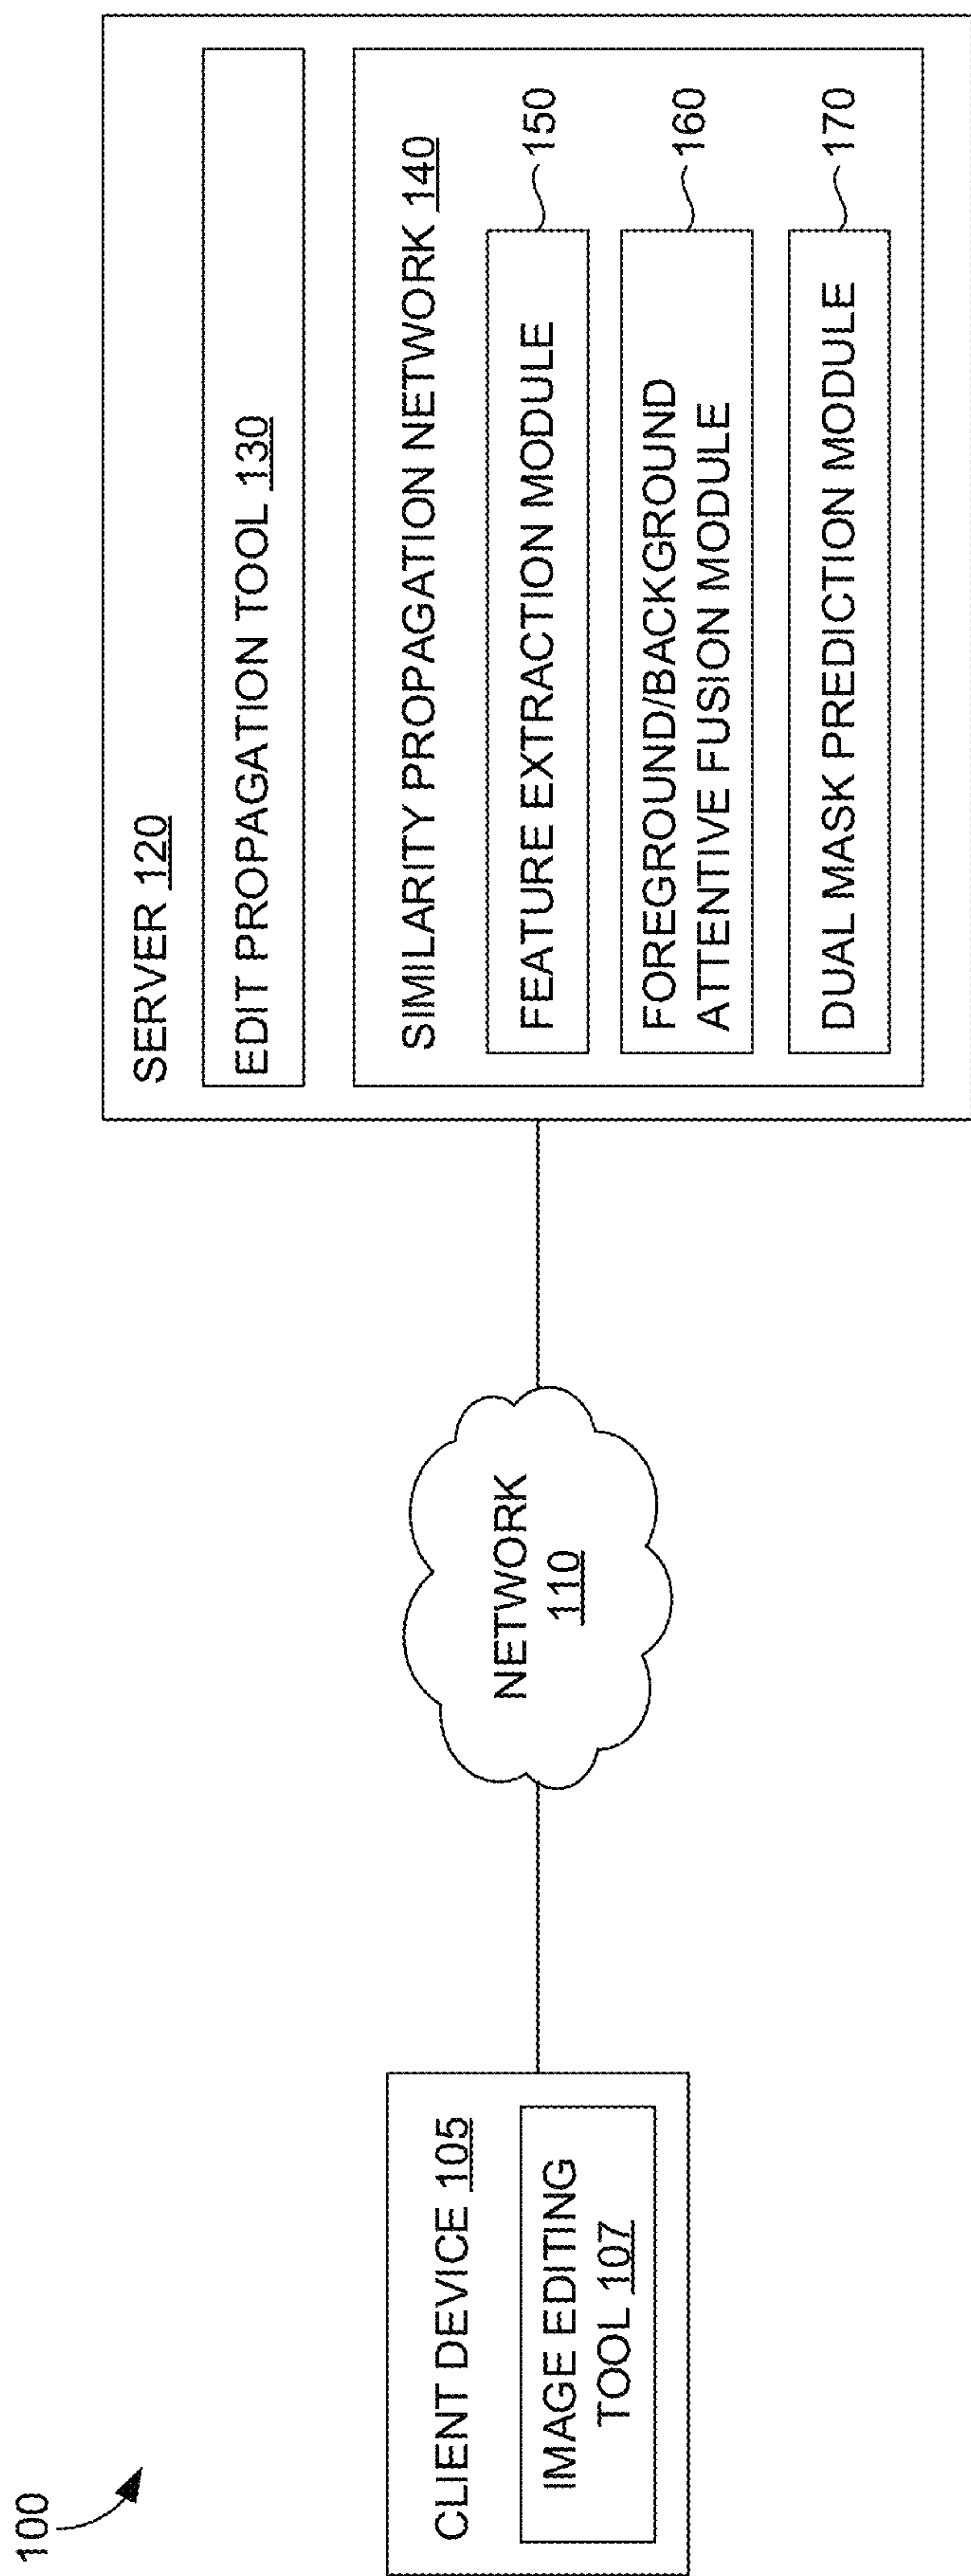 100
CLIENT DEVICE 105
IMAGE EDITING
TOOL 107
NETWORK
110
SERVER 120
EDIT PROPAGATION TOOL 130
SIMILARITY PROPAGATION NETWORK 140
FEATURE EXTRACTION MODULE
150
FOREGROUND/BACKGROUND
ATTENTIVE FUSION MODULE
160
DUAL MASK PREDICTION MODULE
170